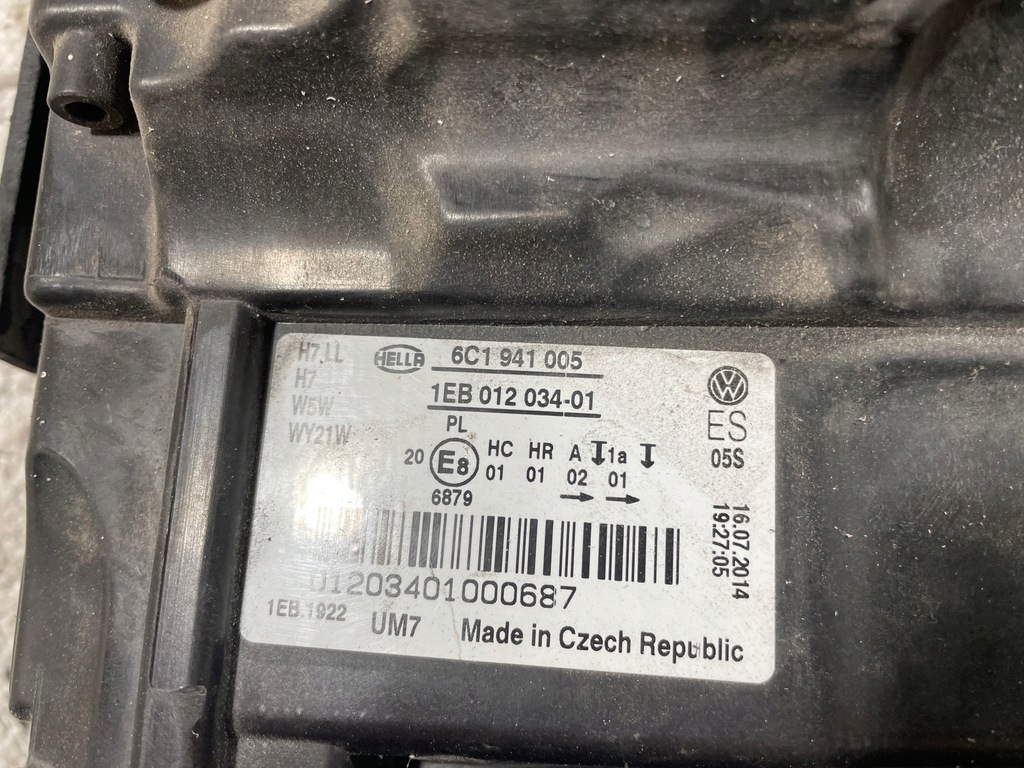 H7.LL
H7
W5W
WY21W
HELLA
6C1 941 005
1EB 012 034-01
PL
20
E8
6879
HC HR A 1a
01 01 02 01
VW
ES
05S
16.07.2014
19:27:05
01203401000687
1EB.1922
UM7
Made in Czech Republic